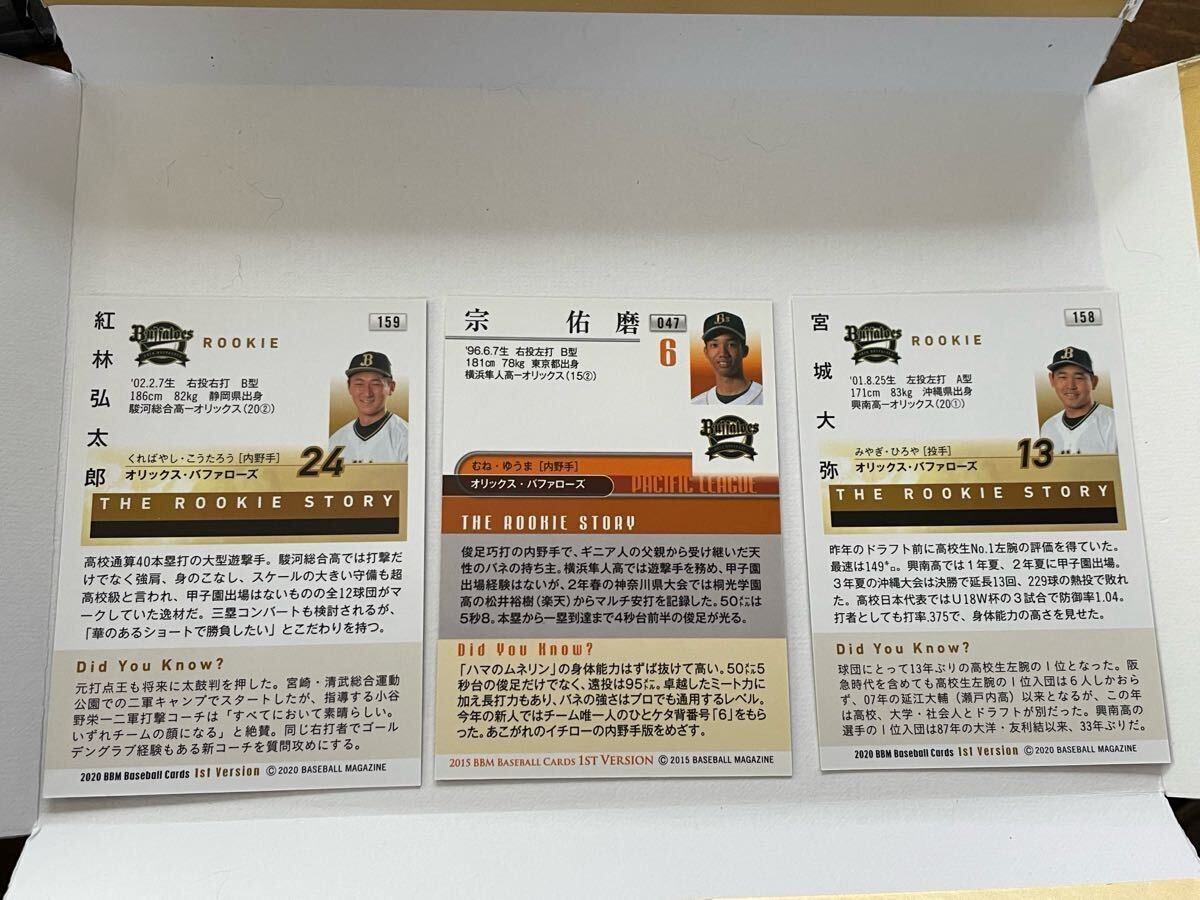 紅林弘太郎
159
Buffaloes
ROOKIE
'02.2.7生 右投右打 B型
186cm 82kg 静岡県出身
駿河総合高ーオリックス(20②)
くればやし・こうたろう [内野手]
オリックス・バファローズ
24
THE ROOKIE STORY
高校通算40本塁打の大型遊撃手。駿河総合高では打撃だ
けでなく強肩、身のこなし、スケールの大きい守備も超
高校級と言われ、甲子園出場はないものの全12球団がマ
ークしていた逸材だ。三塁コンバートも検討されるが、
「華のあるショートで勝負したい」とこだわりを持つ。
Did You Know?
元打点王も将来に太鼓判を押した。宮崎・清武総合運動
公園での二軍キャンプでスタートしたが、指導する小谷
野栄一二軍打撃コーチは「すべてにおいて素晴らしい。
いずれチームの顔になる」と絶賛。同じ右打者でゴール
デングラブ経験もある新コーチを質問攻めにする。
2020 BBM Baseball Cards 1st Version ©2020 BASEBALL MAGAZINE
宗佑磨
047
6
'96.6.7生 右投左打 B型
181cm 78kg 東京都出身
横浜隼人高ーオリックス(15②)
Buffaloes
むね・ゆうま [内野手]
オリックス・バファローズ
PACIFIC LEAGUE
THE ROOKIE STORY
俊足巧打の内野手で、ギニア人の父親から受け継いだ天
性のバネの持ち主。横浜隼人高では遊撃手を務め、甲子園
出場経験はないが、2年春の神奈川県大会では桐光学園
高の松井裕樹(楽天)からマルチ安打を記録した。50㍍は
5秒8。本塁から一塁到達まで4秒台前半の俊足が光る。
Did You Know?
「ハマのムネリン」の身体能力はずば抜けて高い。50㍍5
秒台の俊足だけでなく、遠投は95㍍。卓越したミート力に
加え長打力もあり、バネの強さはプロでも通用するレベル。
今年の新人ではチーム唯一人のひとケタ背番号「6」をもら
った。あこがれのイチローの内野手版をめざす。
2015 BBM BASEBALL CARDS 1ST VERSION ©2015 BASEBALL MAGAZINE
宮城大弥
158
Buffaloes
ROOKIE
'01.8.25生 左投左打 A型
171cm 83kg 沖縄県出身
興南高ーオリックス(20①)
みやぎ・ひろや [投手]
オリックス・バファローズ
13
THE ROOKIE STORY
昨年のドラフト前に高校生No.1左腕の評価を得ていた。
最速は149㌔。興南高では1年夏、2年夏に甲子園出場。
3年夏の沖縄大会は決勝で延長13回、229球の熱投で敗れ
た。高校日本代表ではU18W杯の3試合で防御率1.04。
打者としても打率.375で、身体能力の高さを見せた。
Did You Know?
球団にとって13年ぶりの高校生左腕の1位となった。阪
急時代を含めても高校生左腕の1位入団は6人しかおら
ず、07年の延江大輔(瀬戸内高)以来となるが、この年
は高校、大学・社会人とドラフトが別だった。興南高の
選手の1位入団は87年の大洋・友利結以来、33年ぶりだ。
2020 BBM Baseball Cards 1st Version ©2020 BASEBALL MAGAZINE